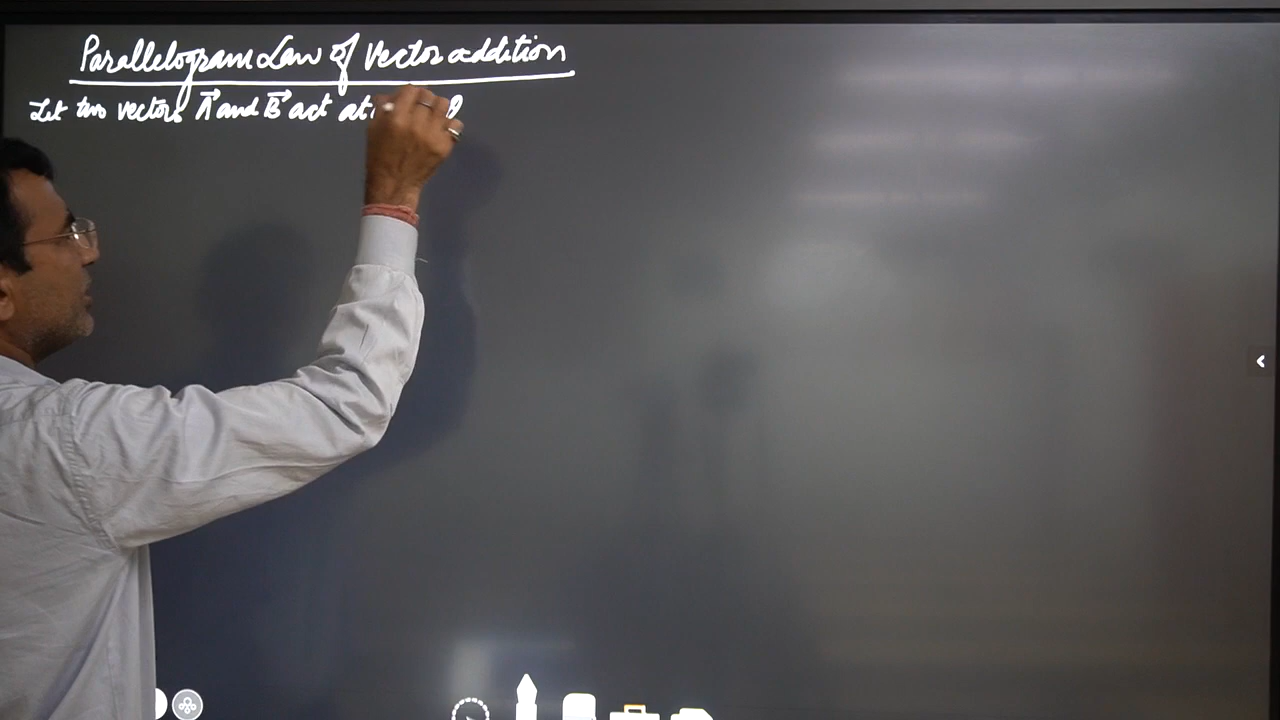 Parallelogram Law of Vector addition
Let two vectors A⃗ and B⃗ act at θ